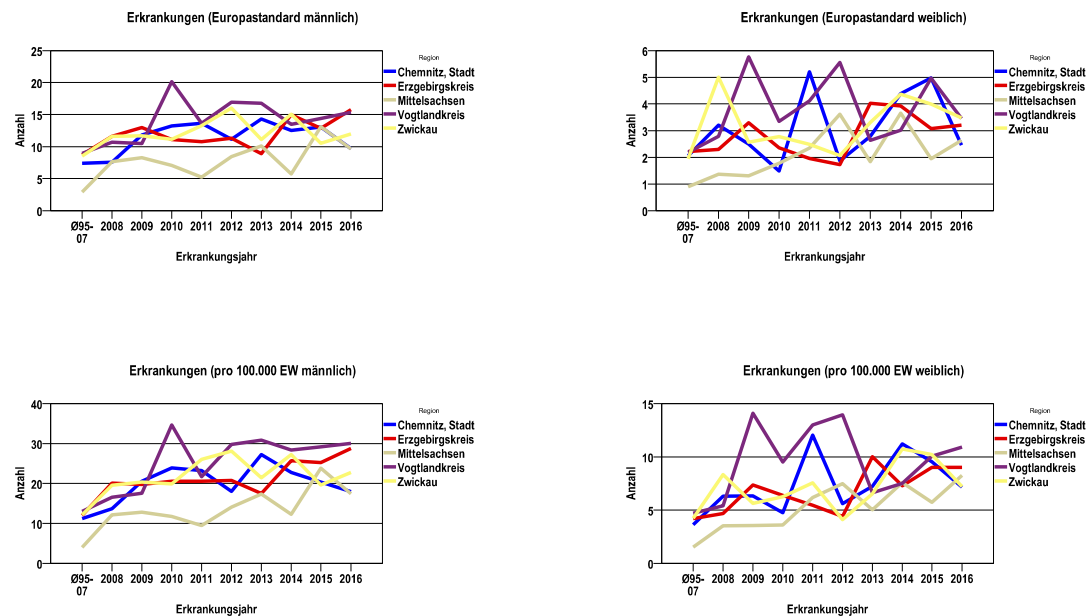 Erkrankungen (Europastandard männlich)
25
20
15
10
5
0
Anzahl
Ø95-07 2008 2009 2010 2011 2012 2013 2014 2015 2016
Erkrankungsjahr
Region
Chemnitz, Stadt
Erzgebirgskreis
Mittelsachsen
Vogtlandkreis
Zwickau
Erkrankungen (Europastandard weiblich)
6
5
4
3
2
1
0
Anzahl
Ø95-07 2008 2009 2010 2011 2012 2013 2014 2015 2016
Erkrankungsjahr
Region
Chemnitz, Stadt
Erzgebirgskreis
Mittelsachsen
Vogtlandkreis
Zwickau
Erkrankungen (pro 100.000 EW männlich)
40
30
20
10
0
Anzahl
Ø95-07 2008 2009 2010 2011 2012 2013 2014 2015 2016
Erkrankungsjahr
Region
Chemnitz, Stadt
Erzgebirgskreis
Mittelsachsen
Vogtlandkreis
Zwickau
Erkrankungen (pro 100.000 EW weiblich)
15
10
5
0
Anzahl
Ø95-07 2008 2009 2010 2011 2012 2013 2014 2015 2016
Erkrankungsjahr
Region
Chemnitz, Stadt
Erzgebirgskreis
Mittelsachsen
Vogtlandkreis
Zwickau